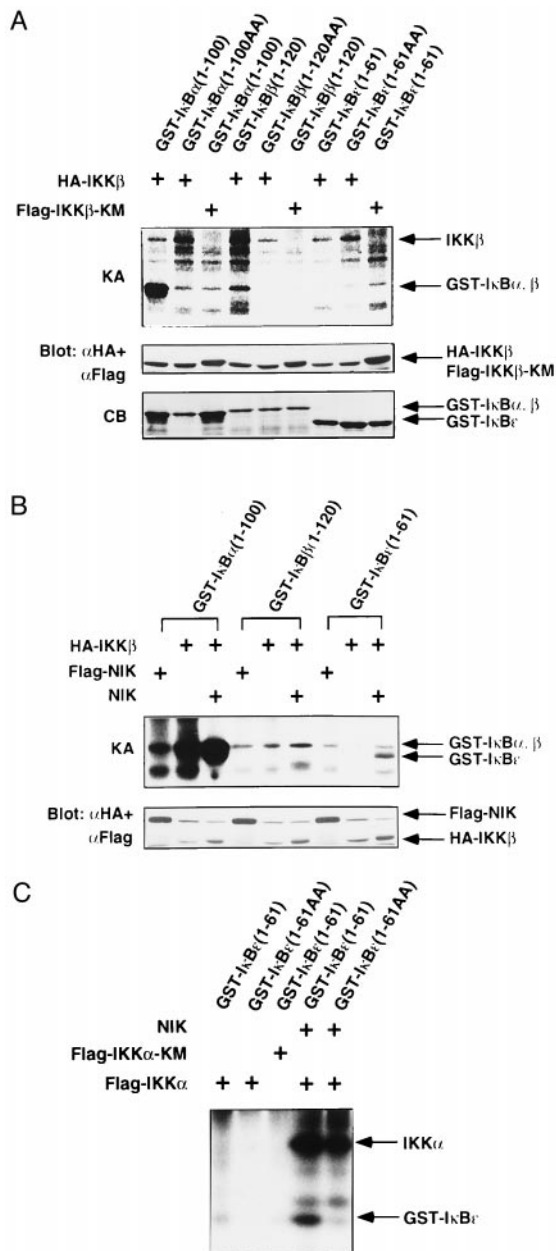 A
GST-IκBα(1-100)
GST-IκBα(1-100AA)
GST-IκBα(1-100)
GST-IκBβ(1-120)
GST-IκBβ(1-120AA)
GST-IκBβ(1-120)
GST-IκBε(1-61)
GST-IκBε(1-61AA)
GST-IκBε(1-61)
HA-IKKβ + + + + + +
Flag-IKKβ-KM + + +
KA
IKKβ
GST-IκBα, β
Blot: αHA+
αFlag
HA-IKKβ
Flag-IKKβ-KM
CB
GST-IκBα, β
GST-IκBε
B
GST-IκBα(1-100)
GST-IκBβ(1-120)
GST-IκBε(1-61)
HA-IKKβ + + + + + +
Flag-NIK + + +
NIK + + +
KA
GST-IκBα, β
GST-IκBε
Blot: αHA+
αFlag
Flag-NIK
HA-IKKβ
C
GST-IκBε(1-61)
GST-IκBε(1-61AA)
GST-IκBε(1-61)
GST-IκBε(1-61)
GST-IκBε(1-61AA)
NIK + +
Flag-IKKα-KM +
Flag-IKKα + + + +
IKKα
GST-IκBε